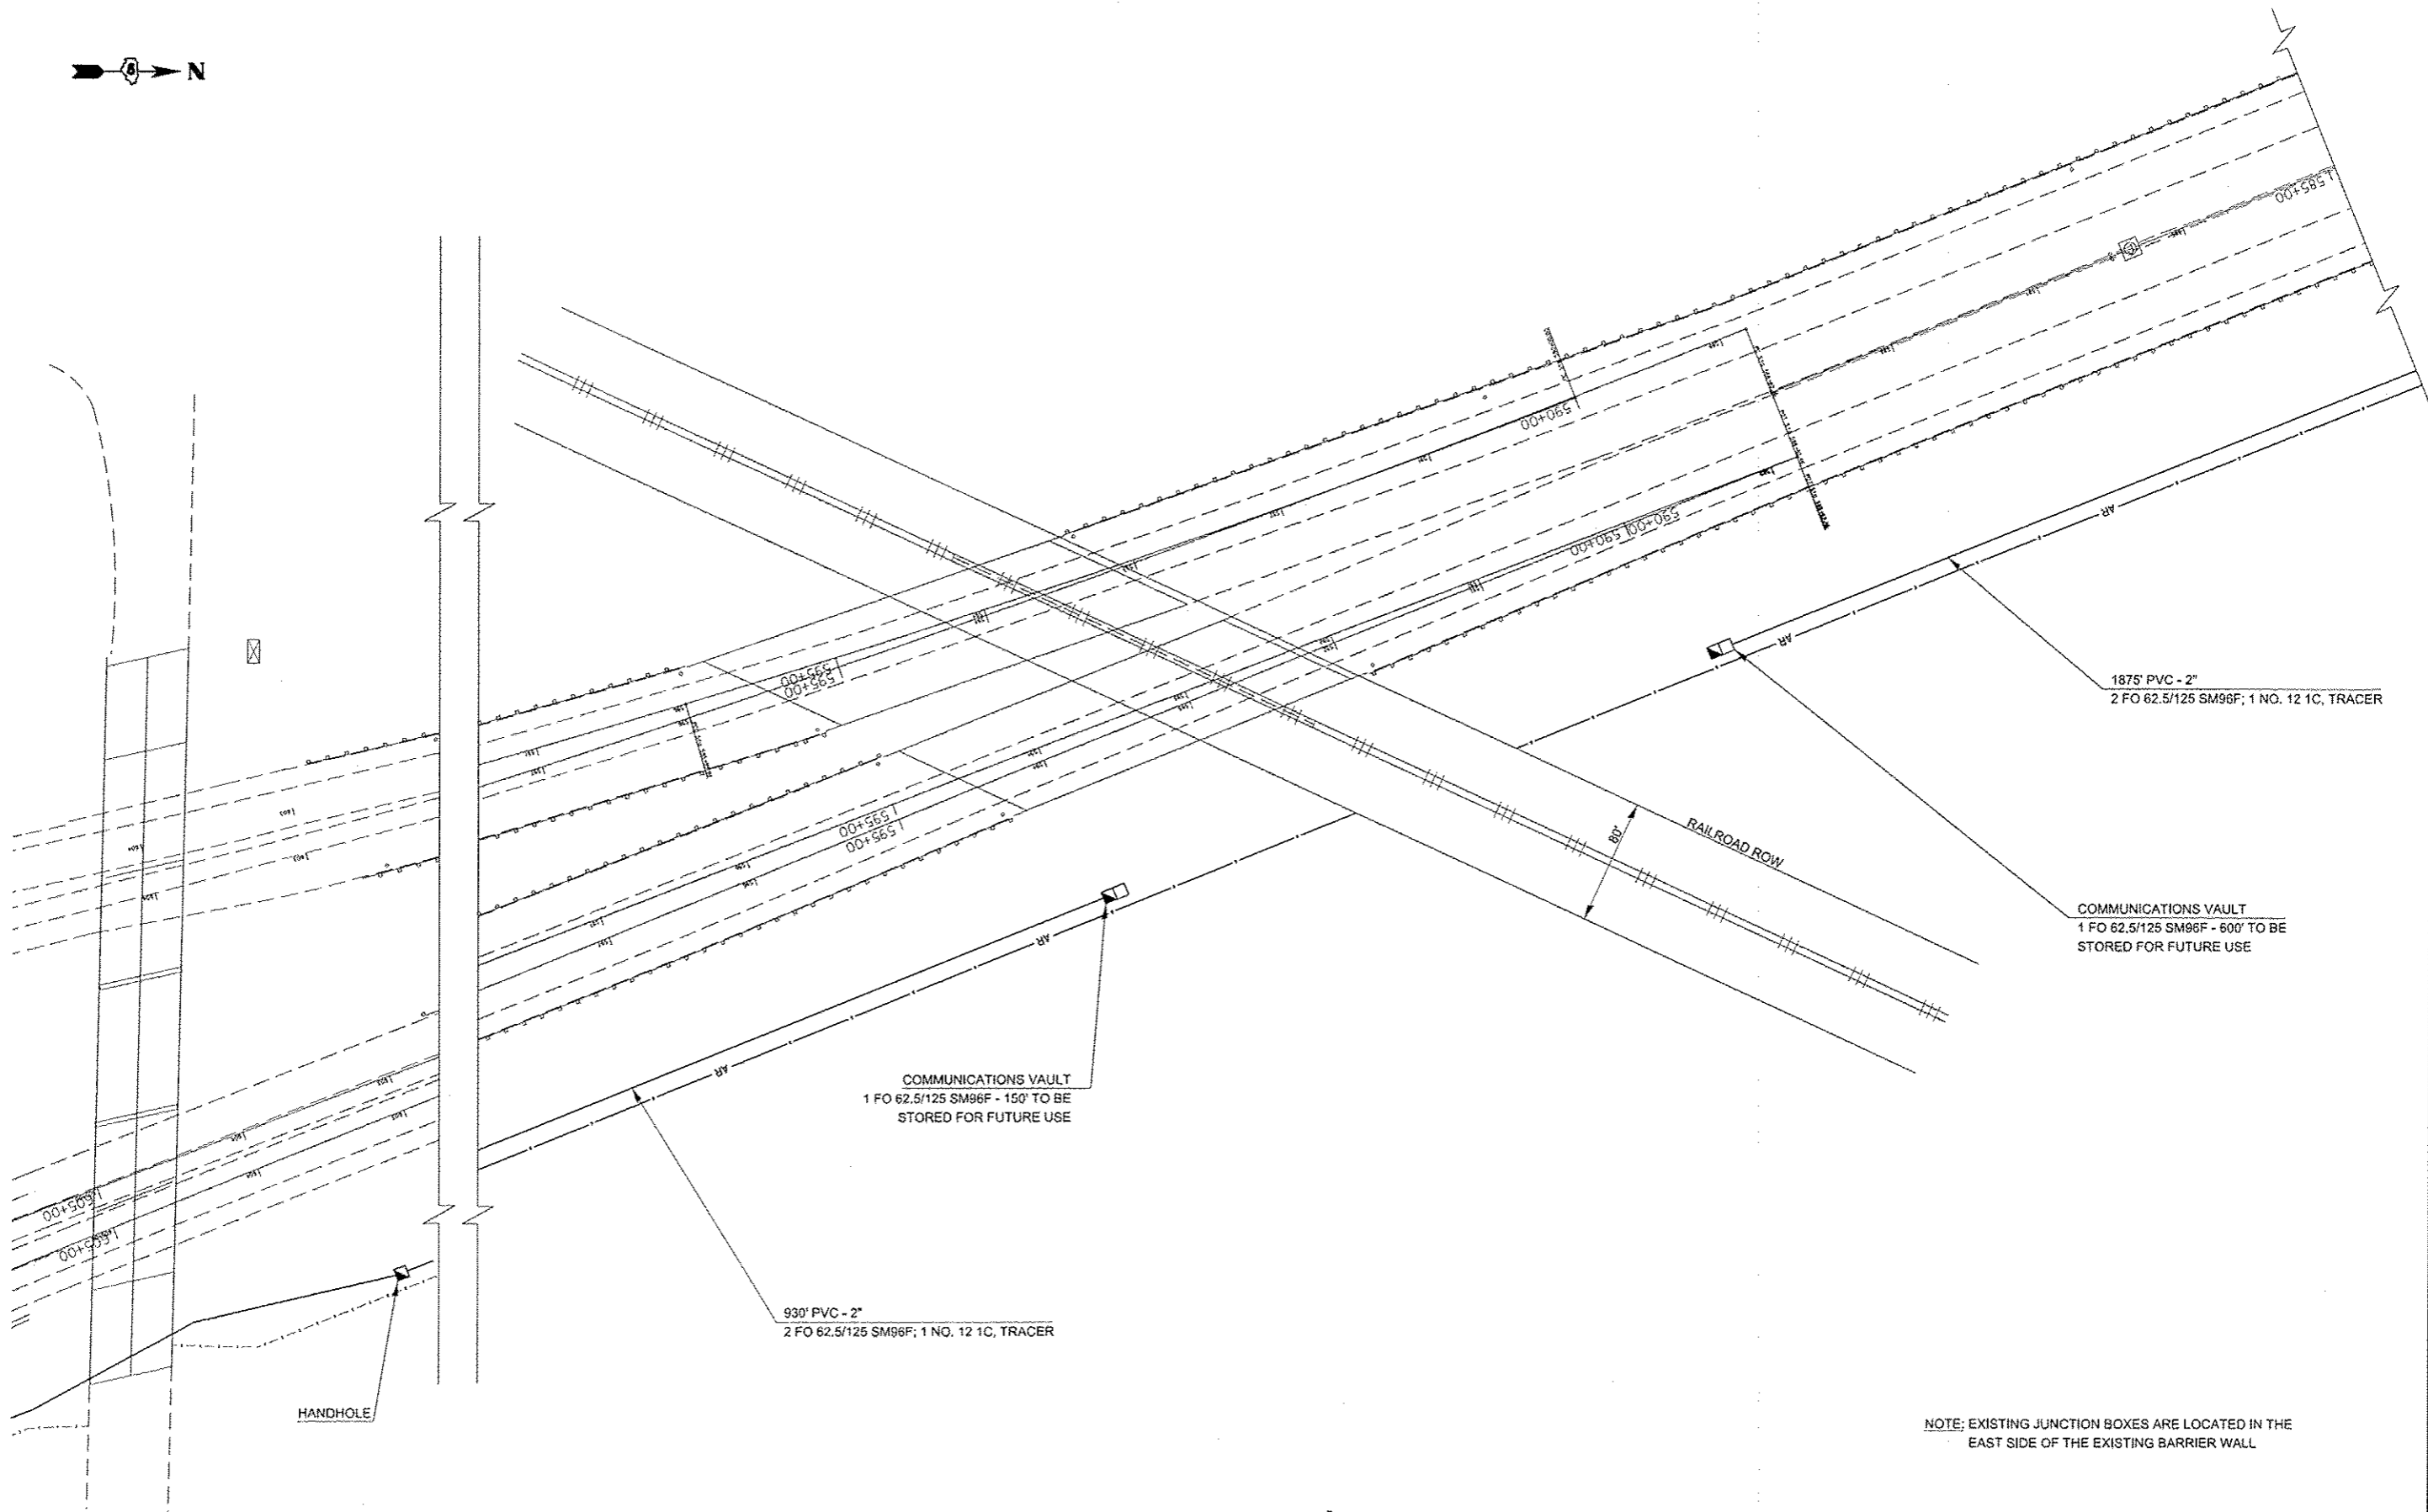 N
585+00
590+00
590+00
590+00
595+00
595+00
595+00
595+00
605+00
605+00
AR
AR
AR
AR
1875' PVC - 2"
2 FO 62.5/125 SM96F; 1 NO. 12 1C, TRACER
80'
RAILROAD ROW
COMMUNICATIONS VAULT
1 FO 62.5/125 SM96F - 600' TO BE
STORED FOR FUTURE USE
COMMUNICATIONS VAULT
1 FO 62.5/125 SM96F - 150' TO BE
STORED FOR FUTURE USE
930' PVC - 2"
2 FO 62.5/125 SM96F; 1 NO. 12 1C, TRACER
HANDHOLE
NOTE: EXISTING JUNCTION BOXES ARE LOCATED IN THE
EAST SIDE OF THE EXISTING BARRIER WALL